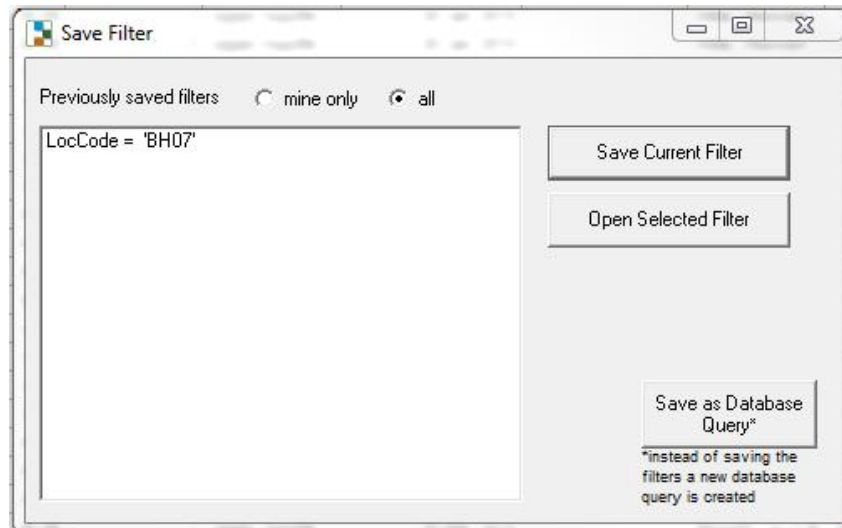 Save Filter
Previously saved filters mine only all
LocCode = 'BH07'
Save Current Filter
Open Selected Filter
Save as Database
Query*
*instead of saving the
filters a new database
query is created